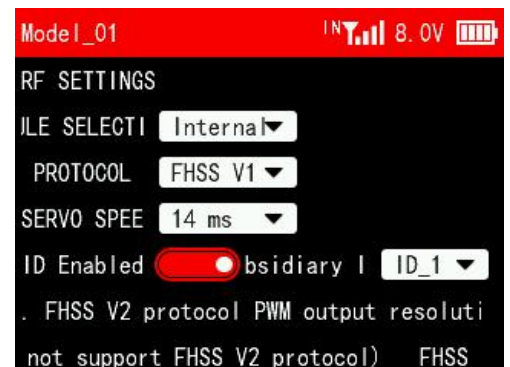 Model_01 IN 8.0V
RF SETTINGS
ULE SELECTI Internal
PROTOCOL FHSS V1
SERVO SPEE 14 ms
ID Enabled bsidiary I ID_1
. FHSS V2 protocol PWM output resoluti
not support FHSS V2 protocol) FHSS